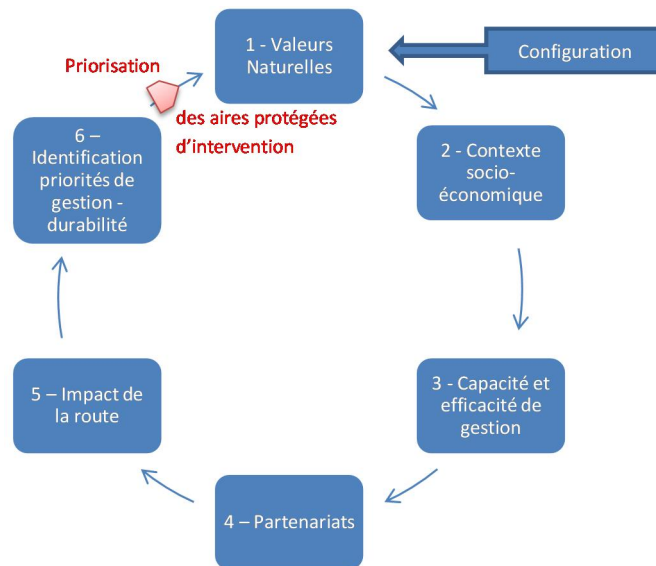 1 - Valeurs
Naturelles
Configuration
Priorisation
des aires protégées
d'intervention
2 - Contexte
socio-
économique
3 - Capacité et
efficacité de
gestion
4 – Partenariats
5 – Impact de
la route
6 –
Identification
priorités de
gestion -
durabilité